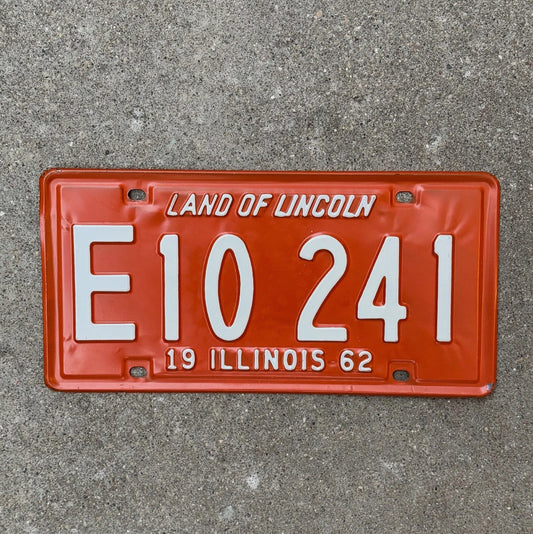 LAND OF LINCOLN
E10 241
19 ILLINOIS 62